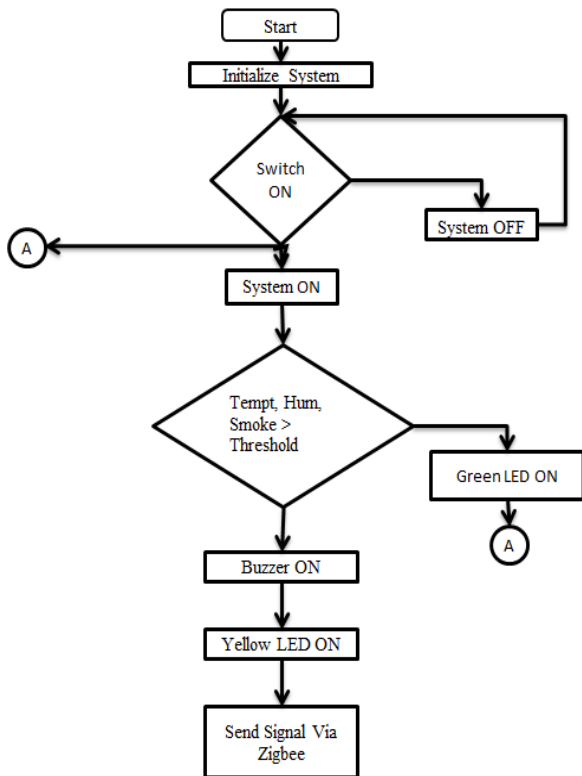 Start
Initialize System
Switch
ON
System OFF
A
System ON
Tempt, Hum,
Smoke >
Threshold
Green LED ON
A
Buzzer ON
Yellow LED ON
Send Signal Via
Zigbee